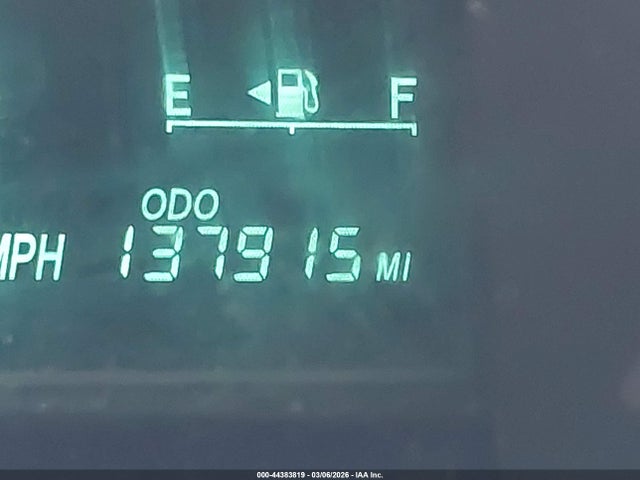 E F
ODO
MPH 137915 MI
000-44383819 - 03/06/2026 - IAA Inc.